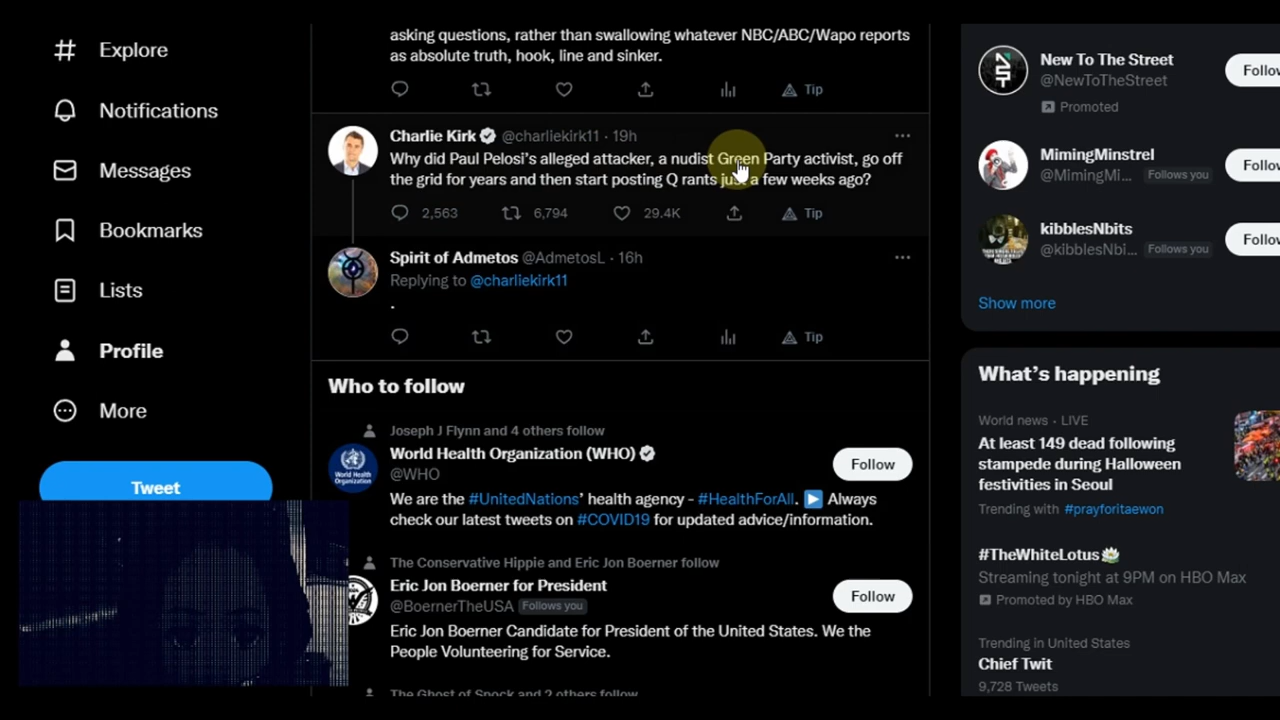 Explore
Notifications
Messages
Bookmarks
Lists
Profile
More
Tweet
asking questions, rather than swallowing whatever NBC/ABC/Wapo reports
as absolute truth, hook, line and sinker.
Tip
Charlie Kirk @charliekirk11 · 19h
Why did Paul Pelosi's alleged attacker, a nudist Green Party activist, go off
the grid for years and then start posting Q rants just a few weeks ago?
2,563 6,794 29.4K Tip
Spirit of Admetos @AdmetosL · 16h
Replying to @charliekirk11
.
Tip
Who to follow
Joseph J Flynn and 4 others follow
World Health Organization (WHO)
@WHO
Follow
We are the #UnitedNations' health agency - #HealthForAll. ▶️ Always
check our latest tweets on #COVID19 for updated advice/information.
The Conservative Hippie and Eric Jon Boerner follow
Eric Jon Boerner for President
@BoernerTheUSA Follows you
Follow
Eric Jon Boerner Candidate for President of the United States. We the
People Volunteering for Service.
The Ghost of Spock and 2 others follow
New To The Street
@NewToTheStreet
Promoted
Follo
MimingMinstrel
@MimingMi... Follows you
Follo
kibblesNbits
@kibblesNbi... Follows you
Follo
Show more
What's happening
World news · LIVE
At least 149 dead following
stampede during Halloween
festivities in Seoul
Trending with #prayforitaewon
#TheWhiteLotus
Streaming tonight at 9PM on HBO Max
Promoted by HBO Max
Trending in United States
Chief Twit
9,728 Tweets
World Health
Organization